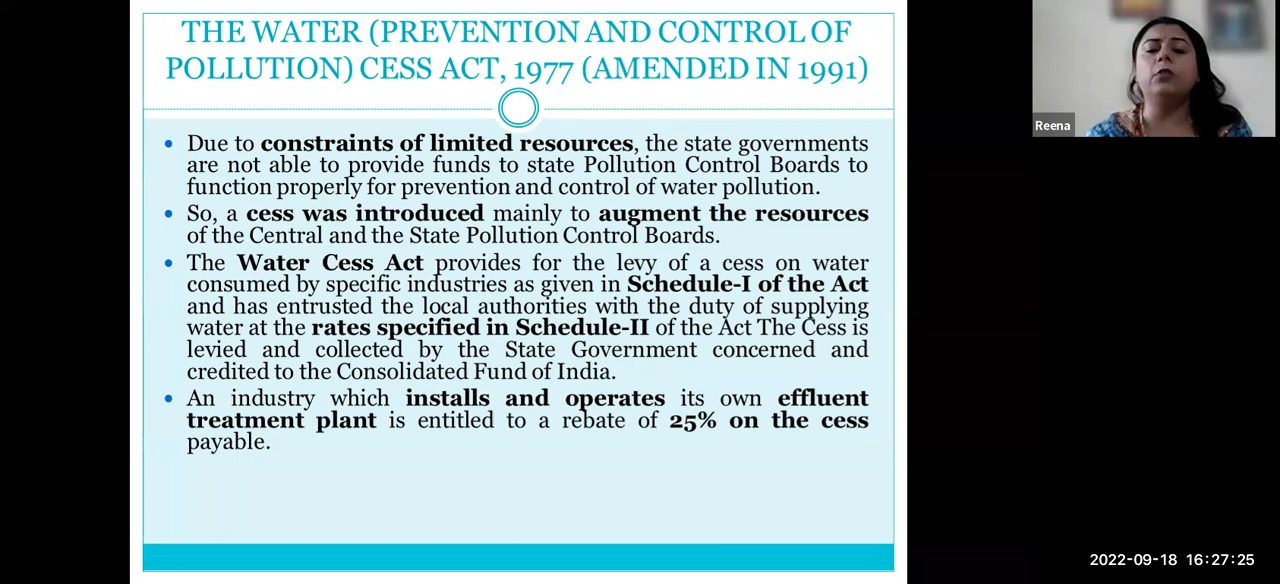 THE WATER (PREVENTION AND CONTROL OF
POLLUTION) CESS ACT, 1977 (AMENDED IN 1991)
Reena
• Due to constraints of limited resources, the state governments
are not able to provide funds to state Pollution Control Boards to
function properly for prevention and control of water pollution.
• So, a cess was introduced mainly to augment the resources
of the Central and the State Pollution Control Boards.
• The Water Cess Act provides for the levy of a cess on water
consumed by specific industries as given in Schedule-I of the Act
and has entrusted the local authorities with the duty of supplying
water at the rates specified in Schedule-II of the Act The Cess is
levied and collected by the State Government concerned and
credited to the Consolidated Fund of India.
• An industry which installs and operates its own effluent
treatment plant is entitled to a rebate of 25% on the cess
payable.
2022-09-18 16:27:25